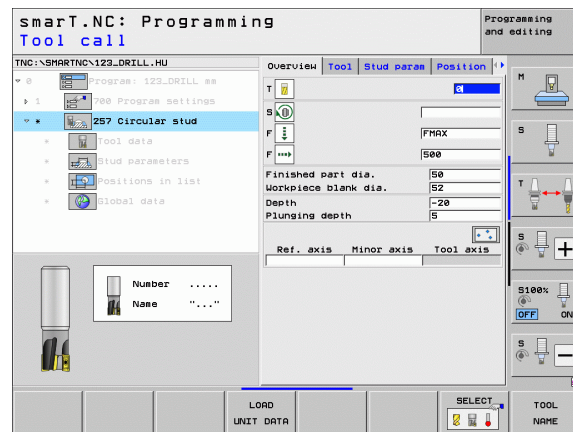 smarT.NC: Programming
Tool call
Programming
and editing
TNC:\SMARTNC\123_DRILL.HU
0 Program: 123_DRILL mm
1 700 Program settings
* 257 Circular stud
* Tool data
* Stud parameters
* Positions in list
* Global data
Overview Tool Stud param Position
T 0
S
F FMAX
F 500
Finished part dia. 50
Workpiece blank dia. 52
Depth -20
Plunging depth 5
Ref. axis Minor axis Tool axis
Number .....
Name "..."
M
S
T
S
S100%
OFF ON
S
LOAD
UNIT DATA
SELECT
TOOL
NAME